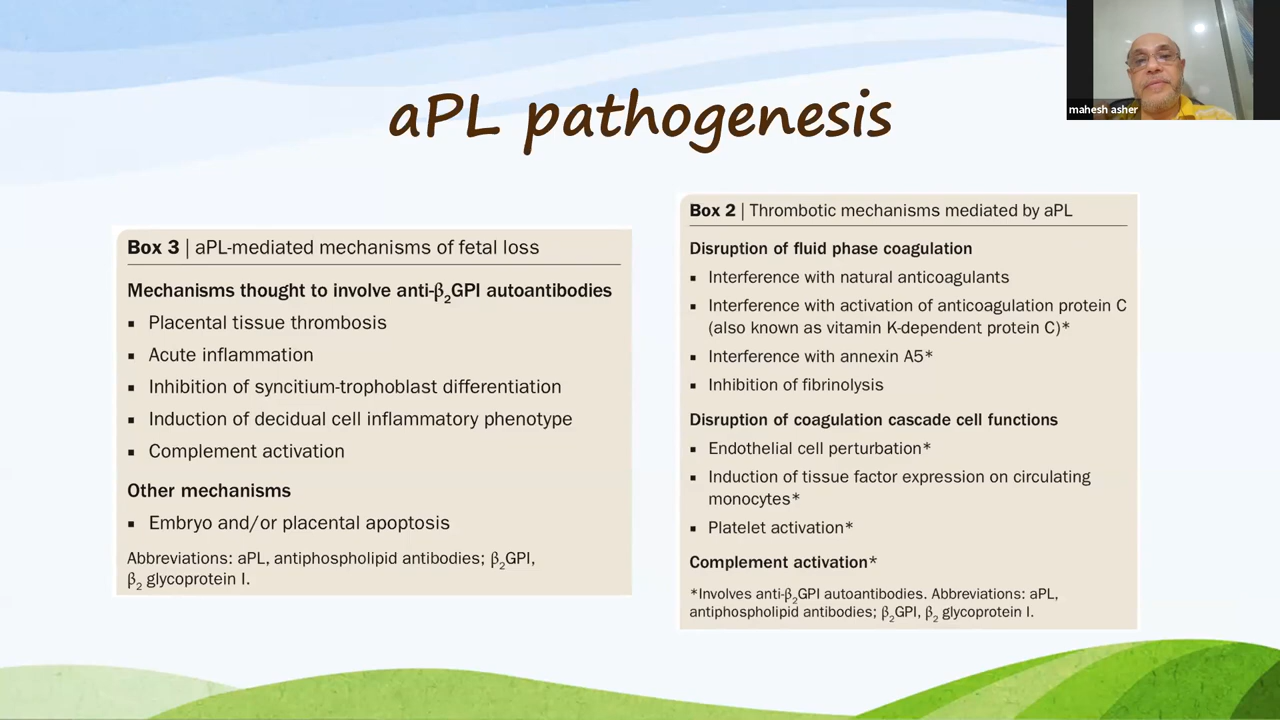 aPL pathogenesis
mahesh asher
Box 3 | aPL-mediated mechanisms of fetal loss
Mechanisms thought to involve anti-β₂GPI autoantibodies
▪ Placental tissue thrombosis
▪ Acute inflammation
▪ Inhibition of syncitium-trophoblast differentiation
▪ Induction of decidual cell inflammatory phenotype
▪ Complement activation
Other mechanisms
▪ Embryo and/or placental apoptosis
Abbreviations: aPL, antiphospholipid antibodies; β₂GPI,
β₂ glycoprotein I.
Box 2 | Thrombotic mechanisms mediated by aPL
Disruption of fluid phase coagulation
▪ Interference with natural anticoagulants
▪ Interference with activation of anticoagulation protein C
(also known as vitamin K-dependent protein C)*
▪ Interference with annexin A5*
▪ Inhibition of fibrinolysis
Disruption of coagulation cascade cell functions
▪ Endothelial cell perturbation*
▪ Induction of tissue factor expression on circulating
monocytes*
▪ Platelet activation*
Complement activation*
*Involves anti-β₂GPI autoantibodies. Abbreviations: aPL,
antiphospholipid antibodies; β₂GPI, β₂ glycoprotein I.